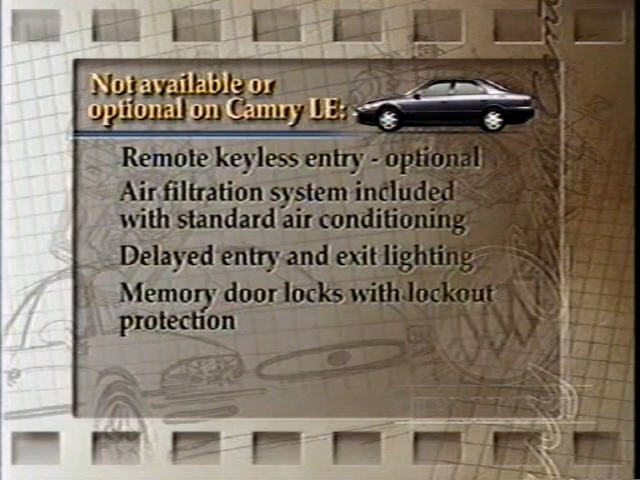 Not available or
optional on Camry LE:
Remote keyless entry - optional
Air filtration system included
with standard air conditioning
Delayed entry and exit lighting
Memory door locks with lockout
protection